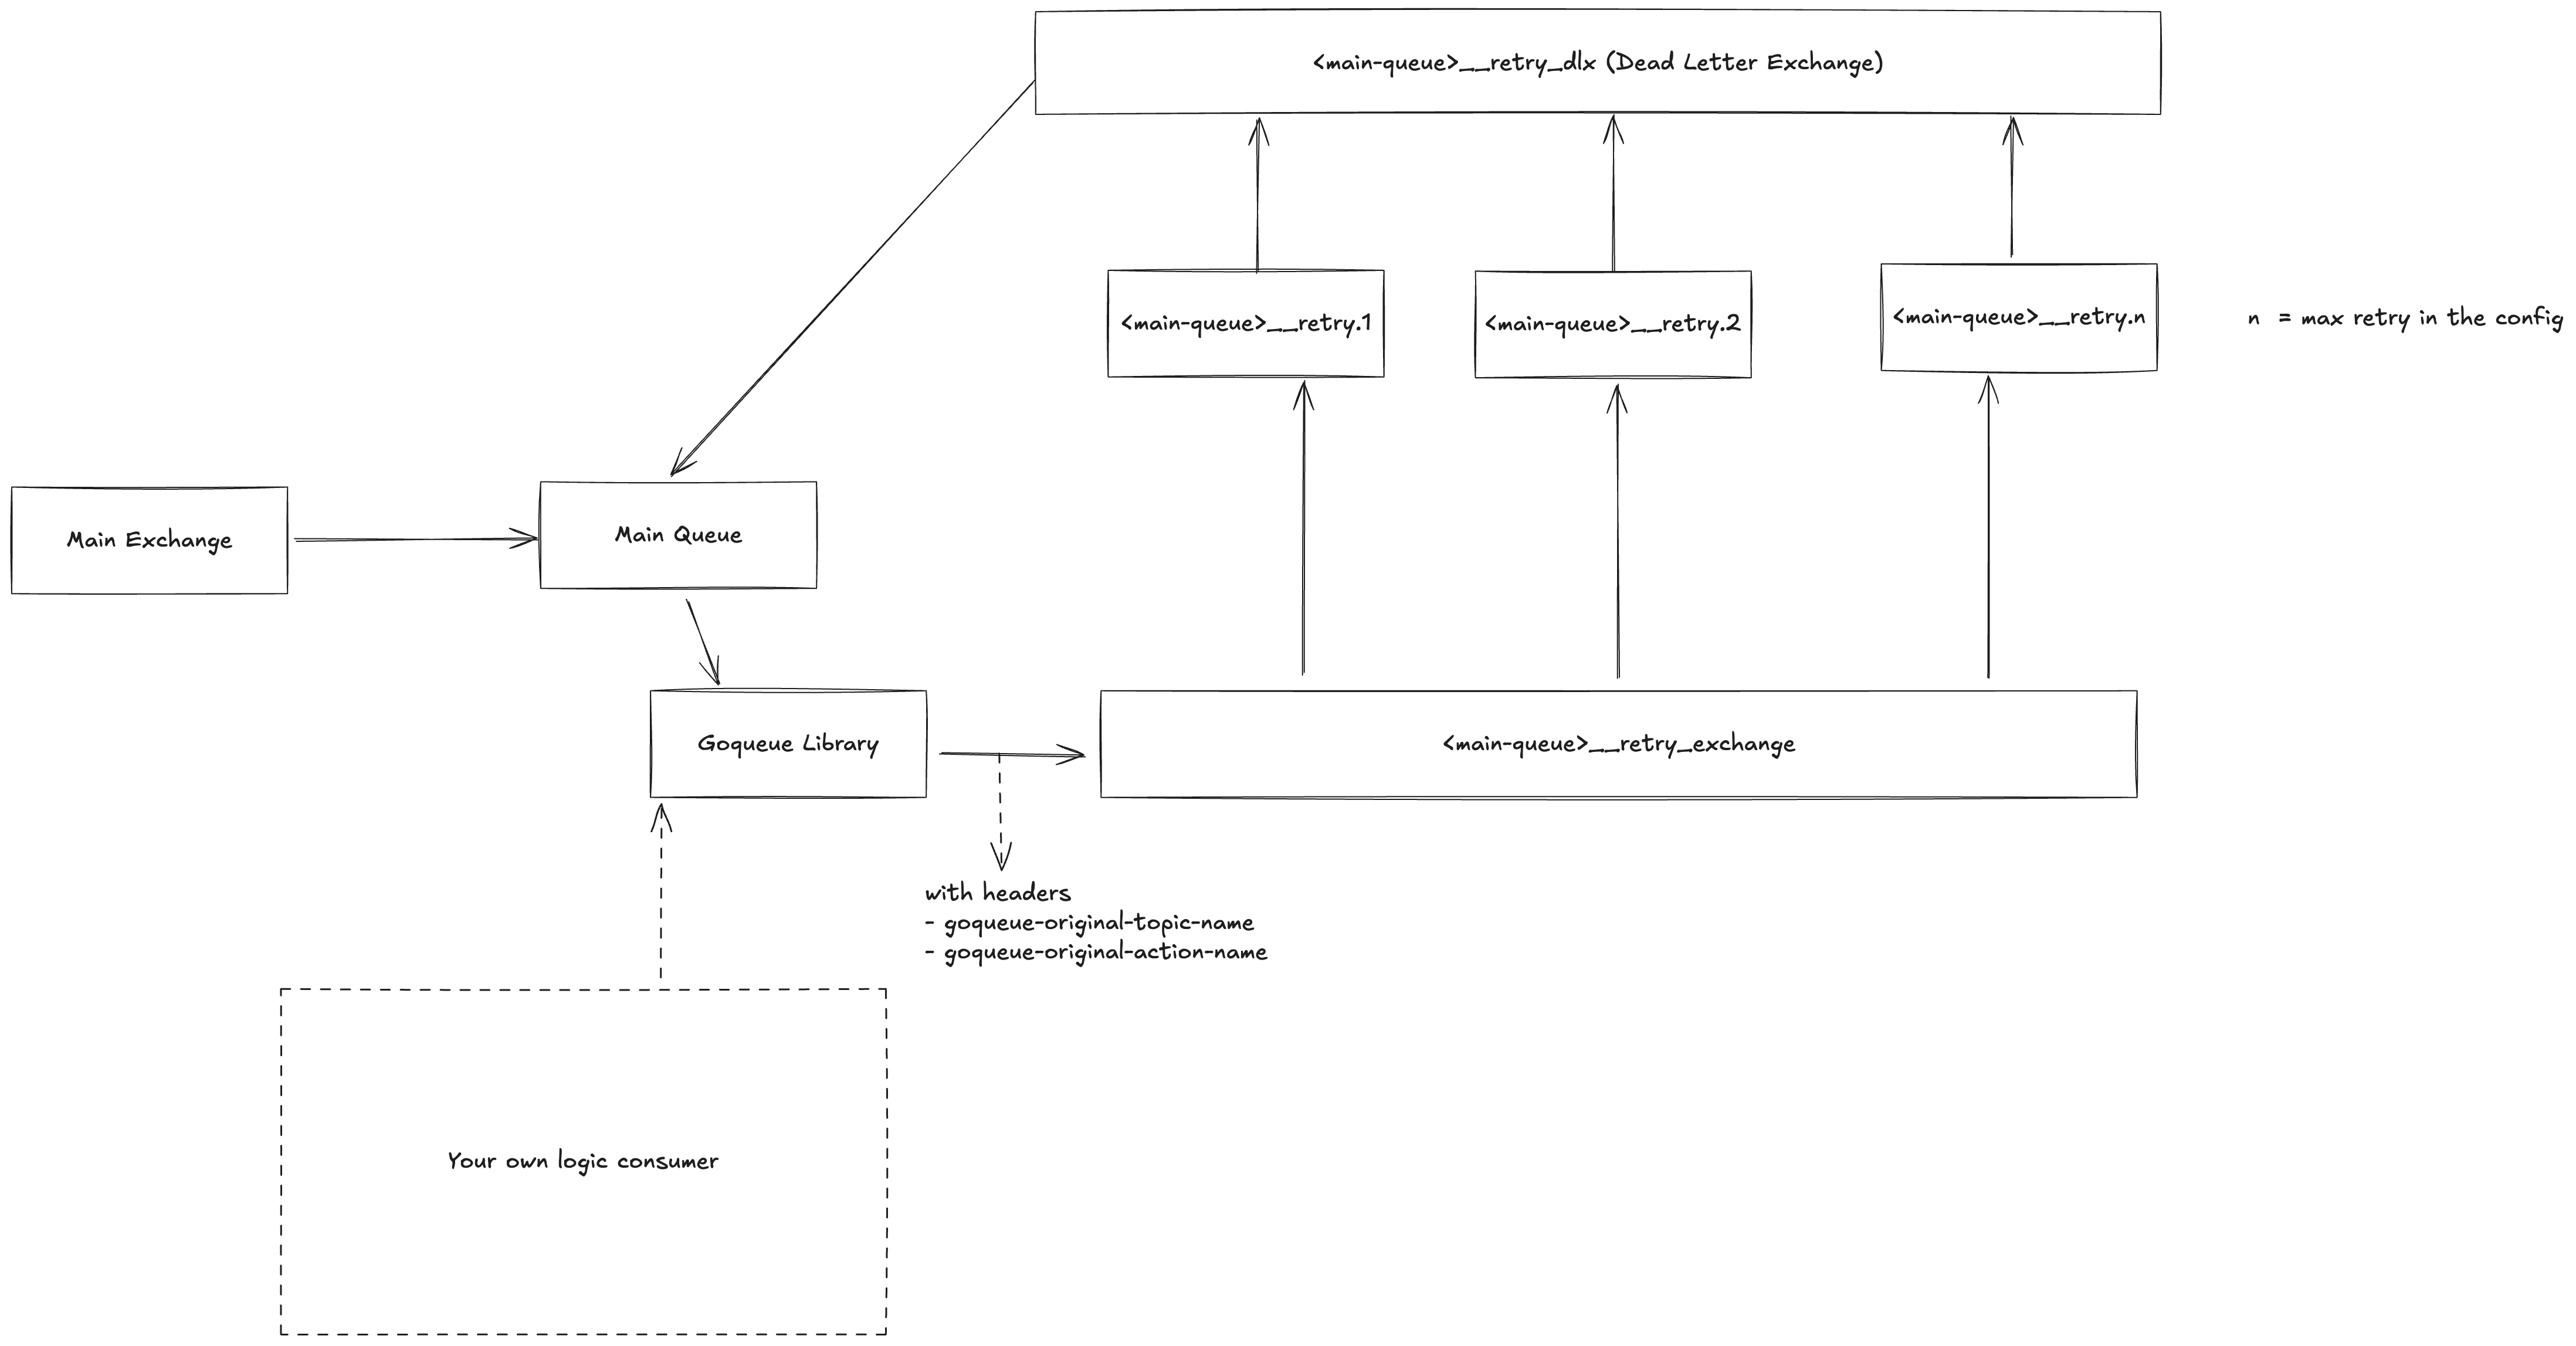 <main-queue>__retry_dlx (Dead Letter Exchange)
<main-queue>__retry.1
<main-queue>__retry.2
<main-queue>__retry.n
n = max retry in the config
Main Exchange
Main Queue
Goqueue Library
<main-queue>__retry_exchange
with headers
- goqueue-original-topic-name
- goqueue-original-action-name
Your own logic consumer